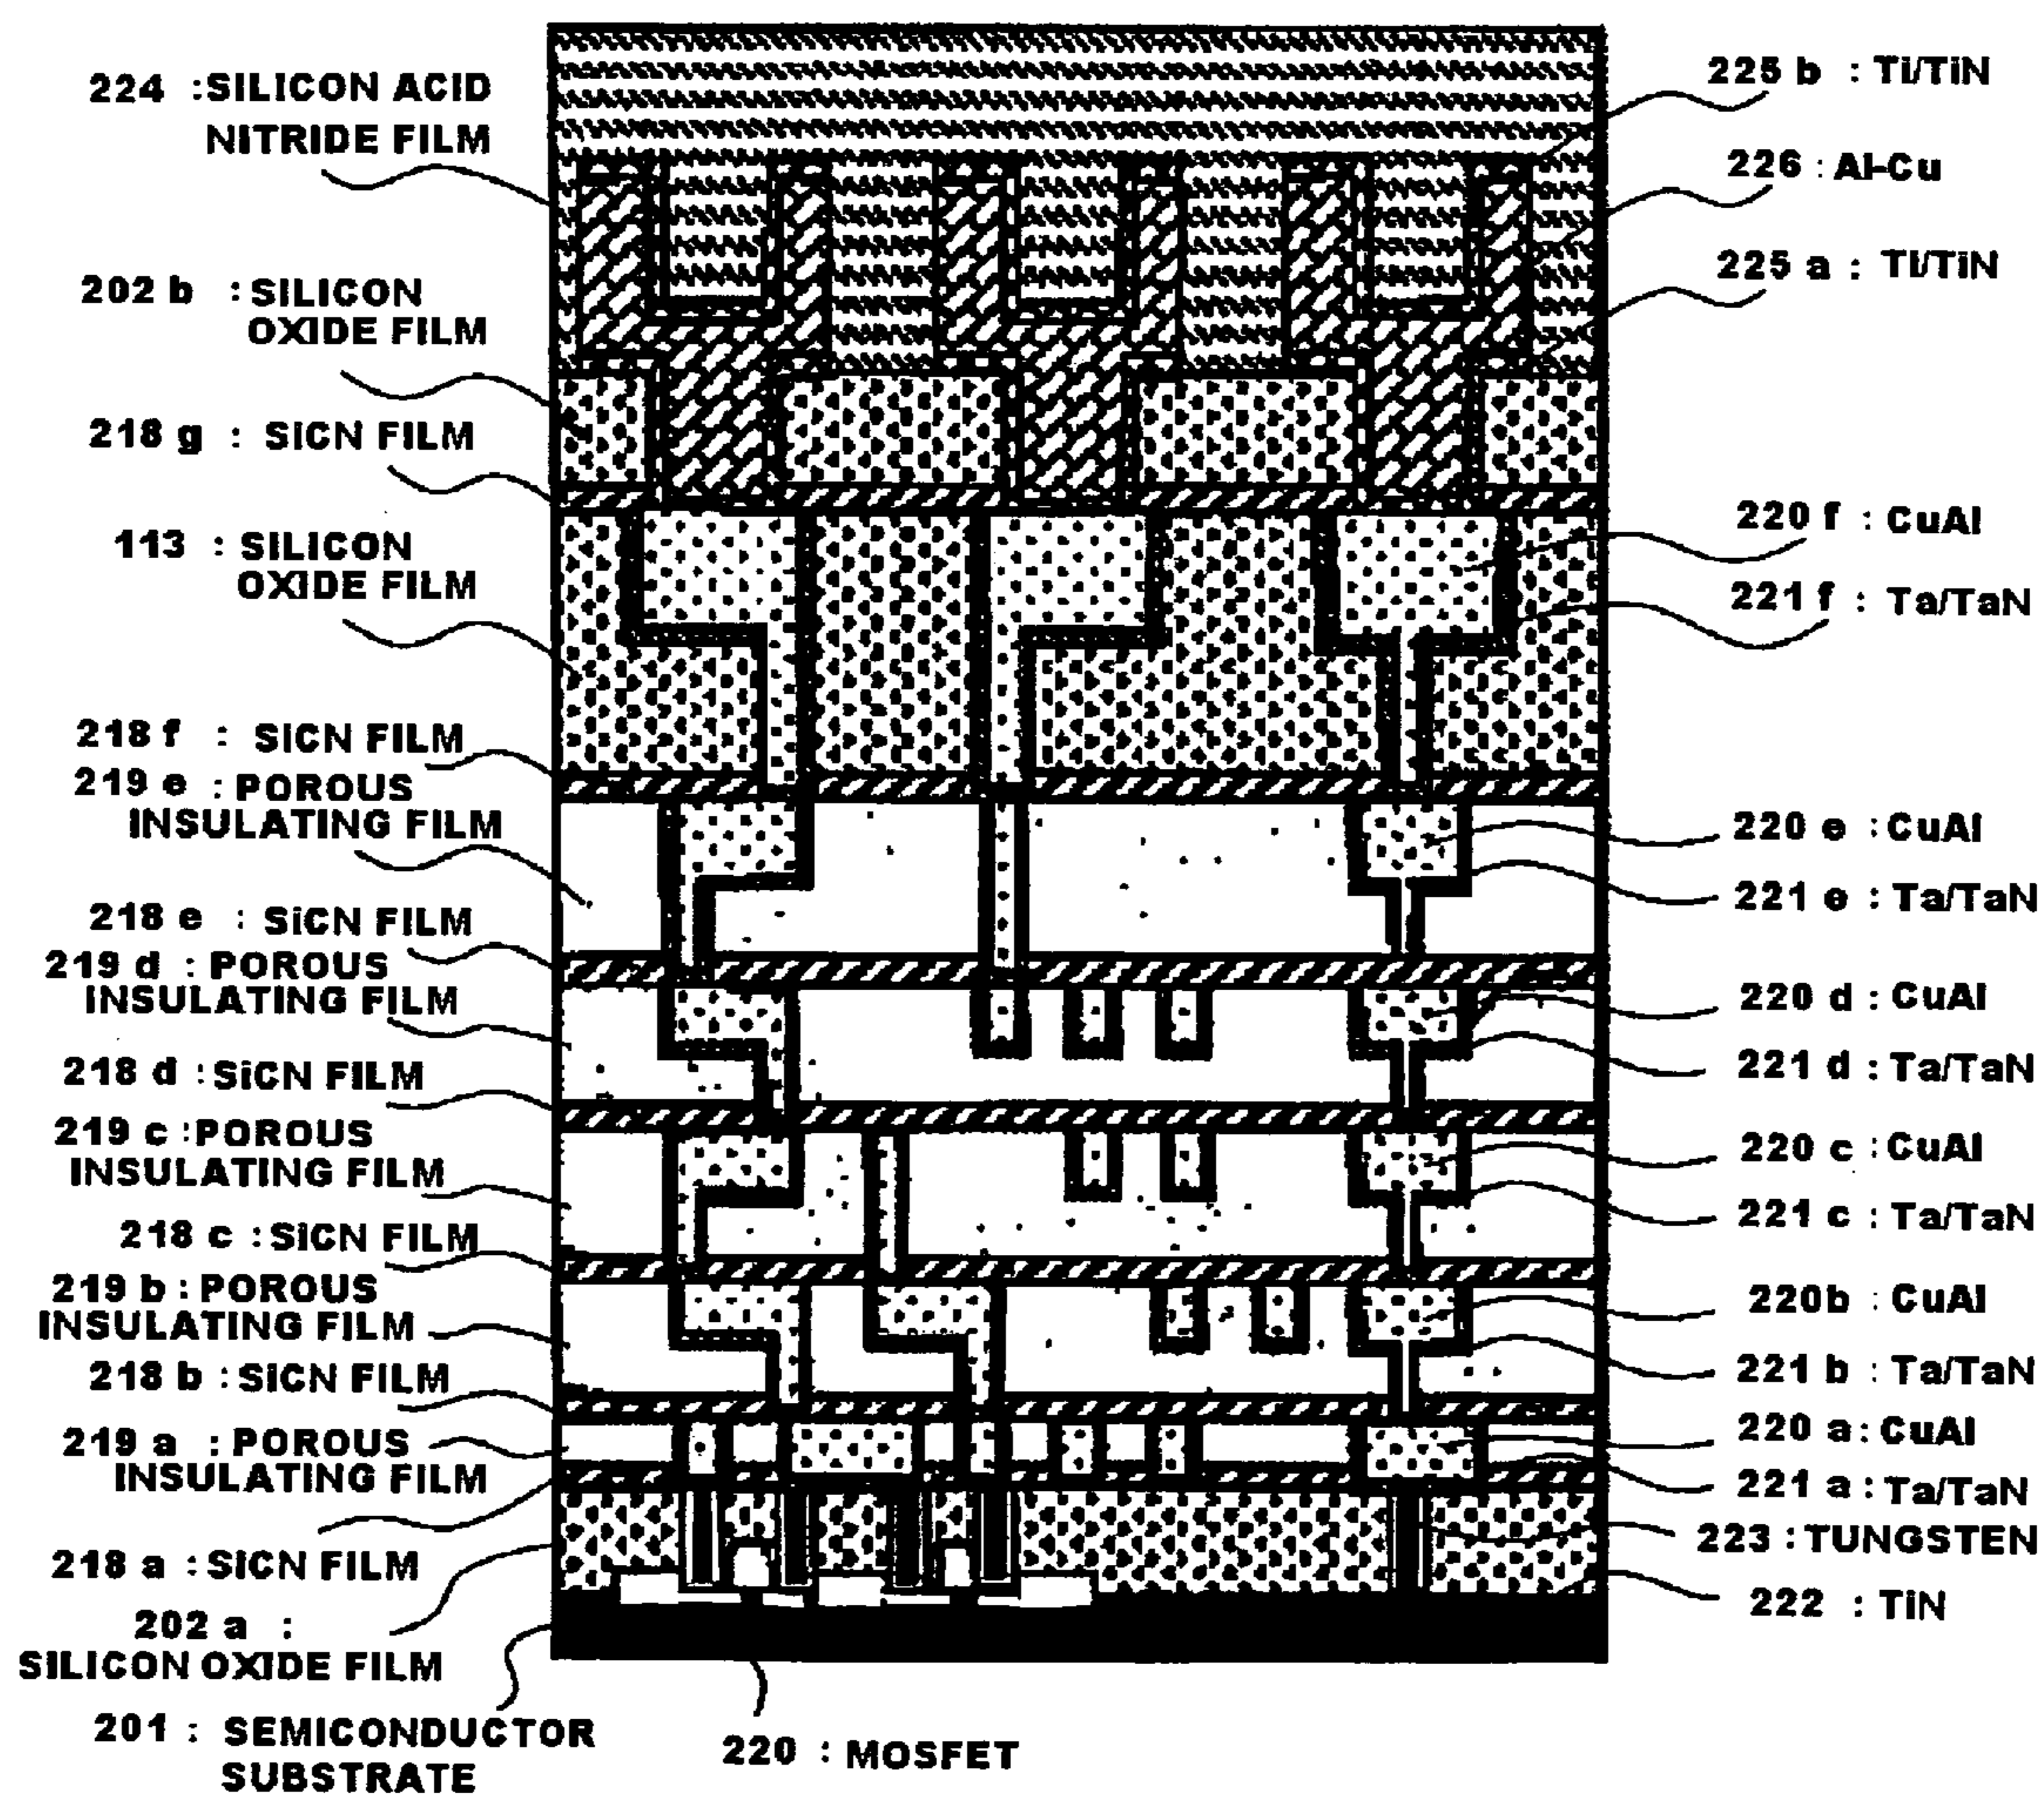 224 : SILICON ACID
NITRIDE FILM
202 b : SILICON
OXIDE FILM
218 g : SiCN FILM
113 : SILICON
OXIDE FILM
218 f : SiCN FILM
219 e : POROUS
INSULATING FILM
218 e : SiCN FILM
219 d : POROUS
INSULATING FILM
218 d : SiCN FILM
219 c : POROUS
INSULATING FILM
218 c : SiCN FILM
219 b : POROUS
INSULATING FILM
218 b : SiCN FILM
219 a : POROUS
INSULATING FILM
218 a : SiCN FILM
202 a :
SILICON OXIDE FILM
201 : SEMICONDUCTOR
SUBSTRATE
220 : MOSFET
225 b : Ti/TiN
226 : Al-Cu
225 a : Ti/TiN
220 f : CuAl
221 f : Ta/TaN
220 e : CuAl
221 e : Ta/TaN
220 d : CuAl
221 d : Ta/TaN
220 c : CuAl
221 c : Ta/TaN
220b : CuAl
221 b : Ta/TaN
220 a : CuAl
221 a : Ta/TaN
223 : TUNGSTEN
222 : TiN